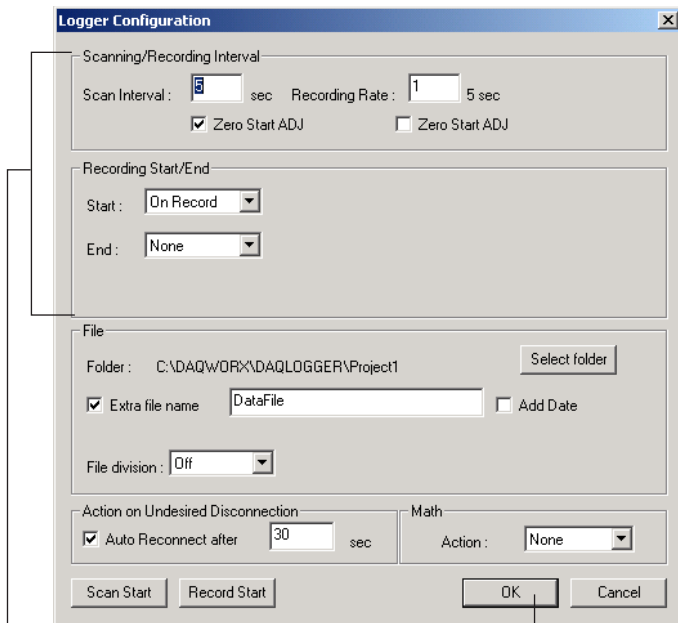 Logger Configuration
Scanning/Recording Interval
Scan Interval : 5 sec Recording Rate : 1 5 sec
Zero Start ADJ Zero Start ADJ
Recording Start/End
Start : On Record
End : None
File
Folder : C:\DAQWORX\DAQLOGGER\Project1 Select folder
Extra file name DataFile Add Date
File division : Off
Action on Undesired Disconnection Math
Auto Reconnect after 30 sec Action : None
Scan Start Record Start OK Cancel